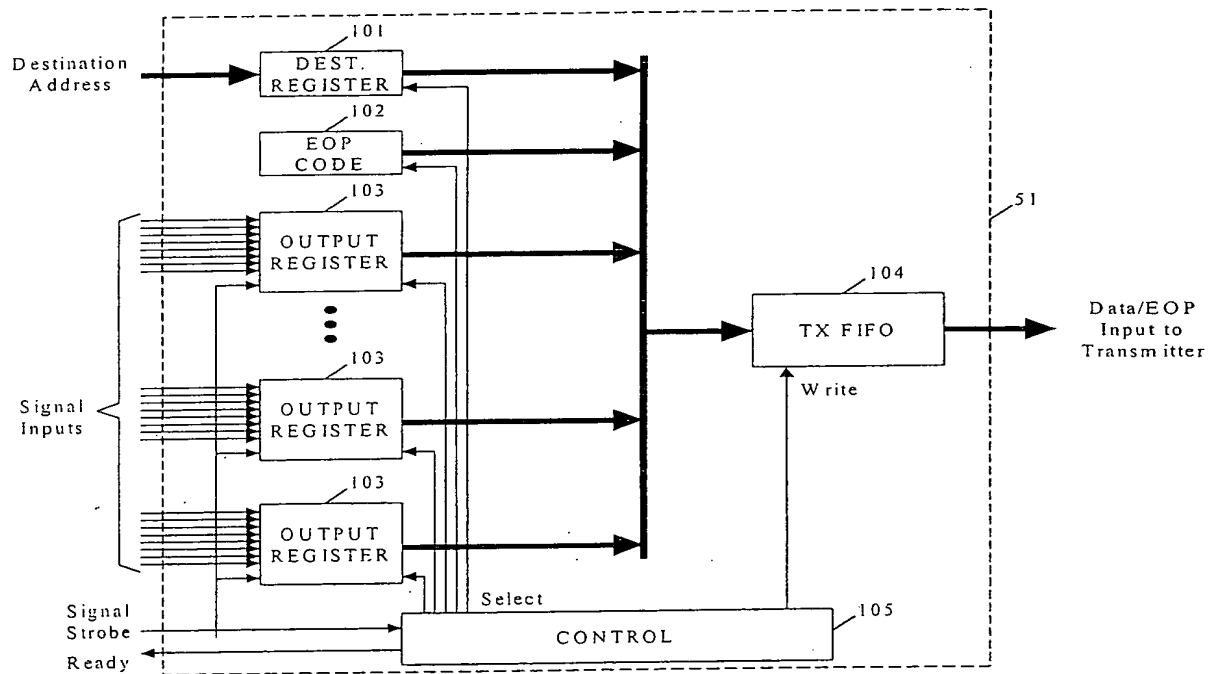 101
Destination
Address
DEST.
REGISTER
102
EOP
CODE
103
OUTPUT
REGISTER
51
104
TX FIFO
Data/EOP
Input to
Transmitter
Write
103
Signal
Inputs
OUTPUT
REGISTER
103
OUTPUT
REGISTER
Select
Signal
Strobe
Ready
CONTROL
105